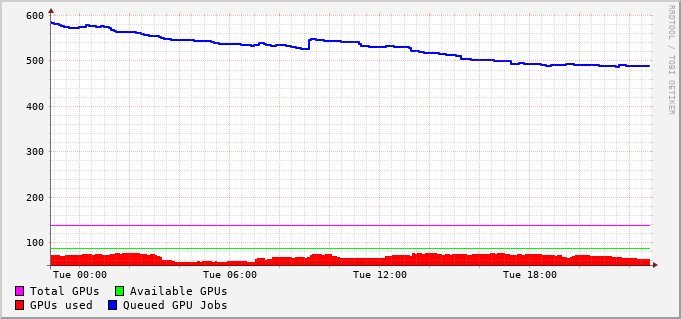 600
500
400
300
200
100
Tue 00:00 Tue 06:00 Tue 12:00 Tue 18:00
Total GPUs Available GPUs
GPUs used Queued GPU Jobs
RRDTOOL / TOBI OETIKER